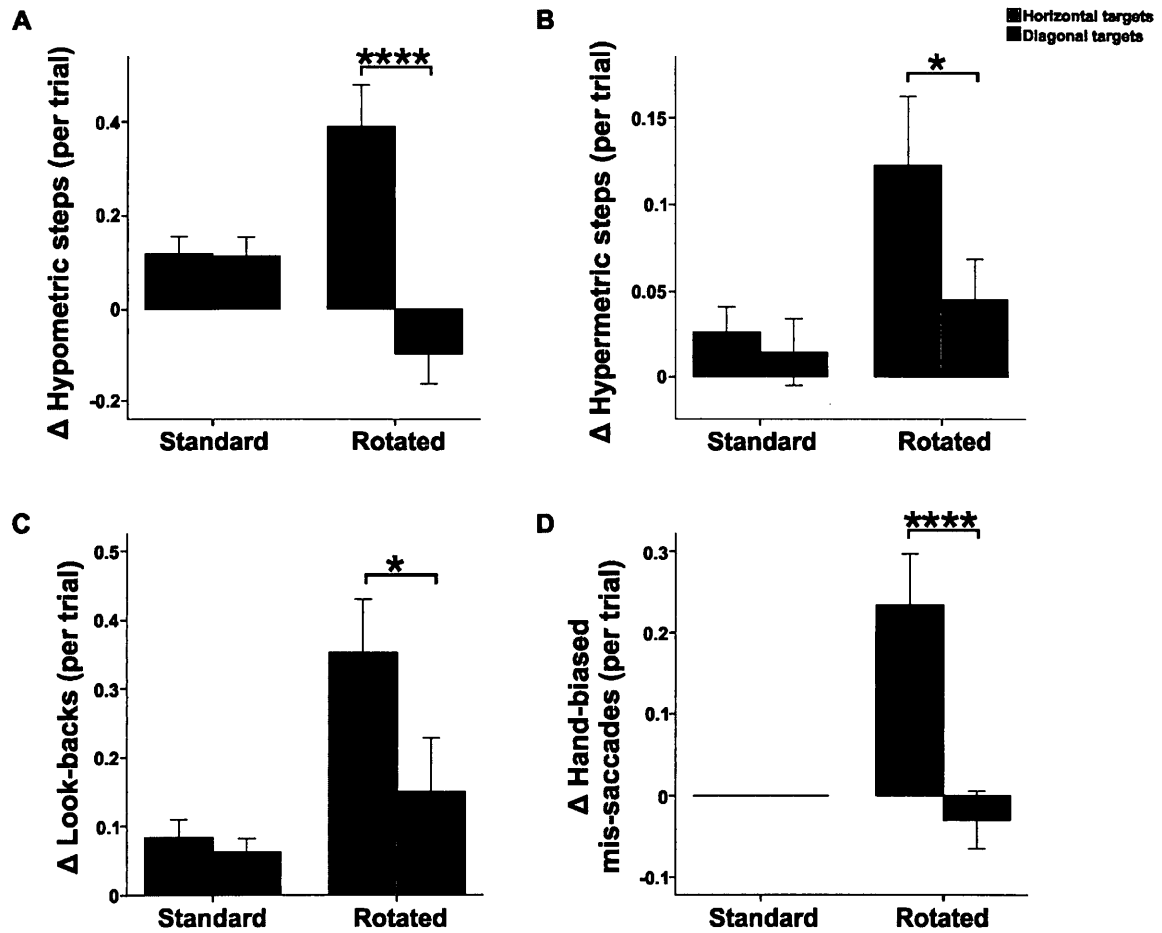 A
B
Horizontal targets
Diagonal targets
Δ Hypometric steps (per trial)
0.4
0.2
0
-0.2
****
Standard
Rotated
Δ Hypermetric steps (per trial)
0.15
0.1
0.05
0
*
Standard
Rotated
C
D
Δ Look-backs (per trial)
0.5
0.4
0.3
0.2
0.1
0
*
Standard
Rotated
Δ Hand-biased
mis-saccades (per trial)
0.3
0.2
0.1
0
-0.1
****
Standard
Rotated